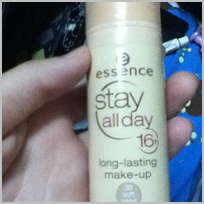 essence
stay
all day
16h
long-lasting
make-up